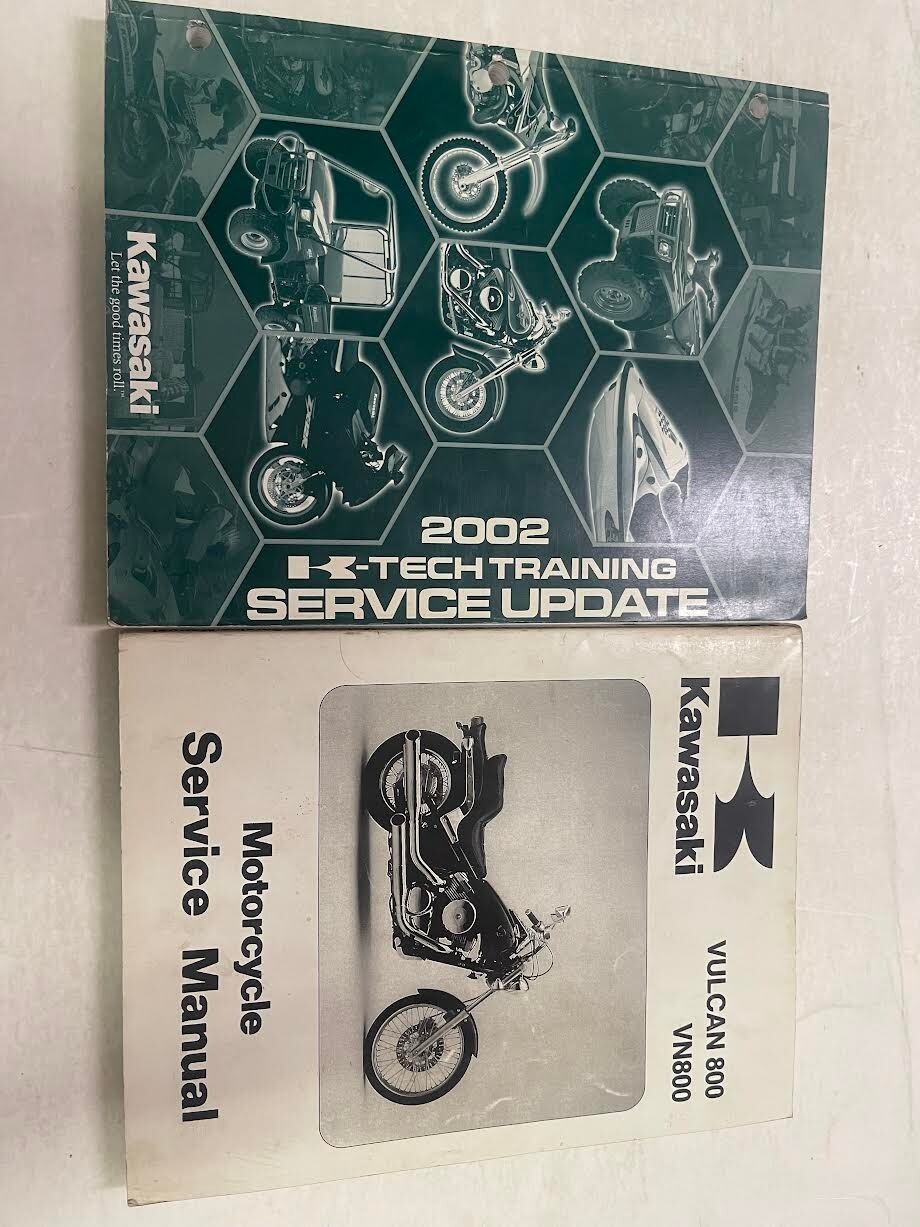 Kawasaki
Let the good times roll.™
2002
K-TECH TRAINING
SERVICE UPDATE
Kawasaki
VULCAN 800
VN800
Motorcycle
Service Manual